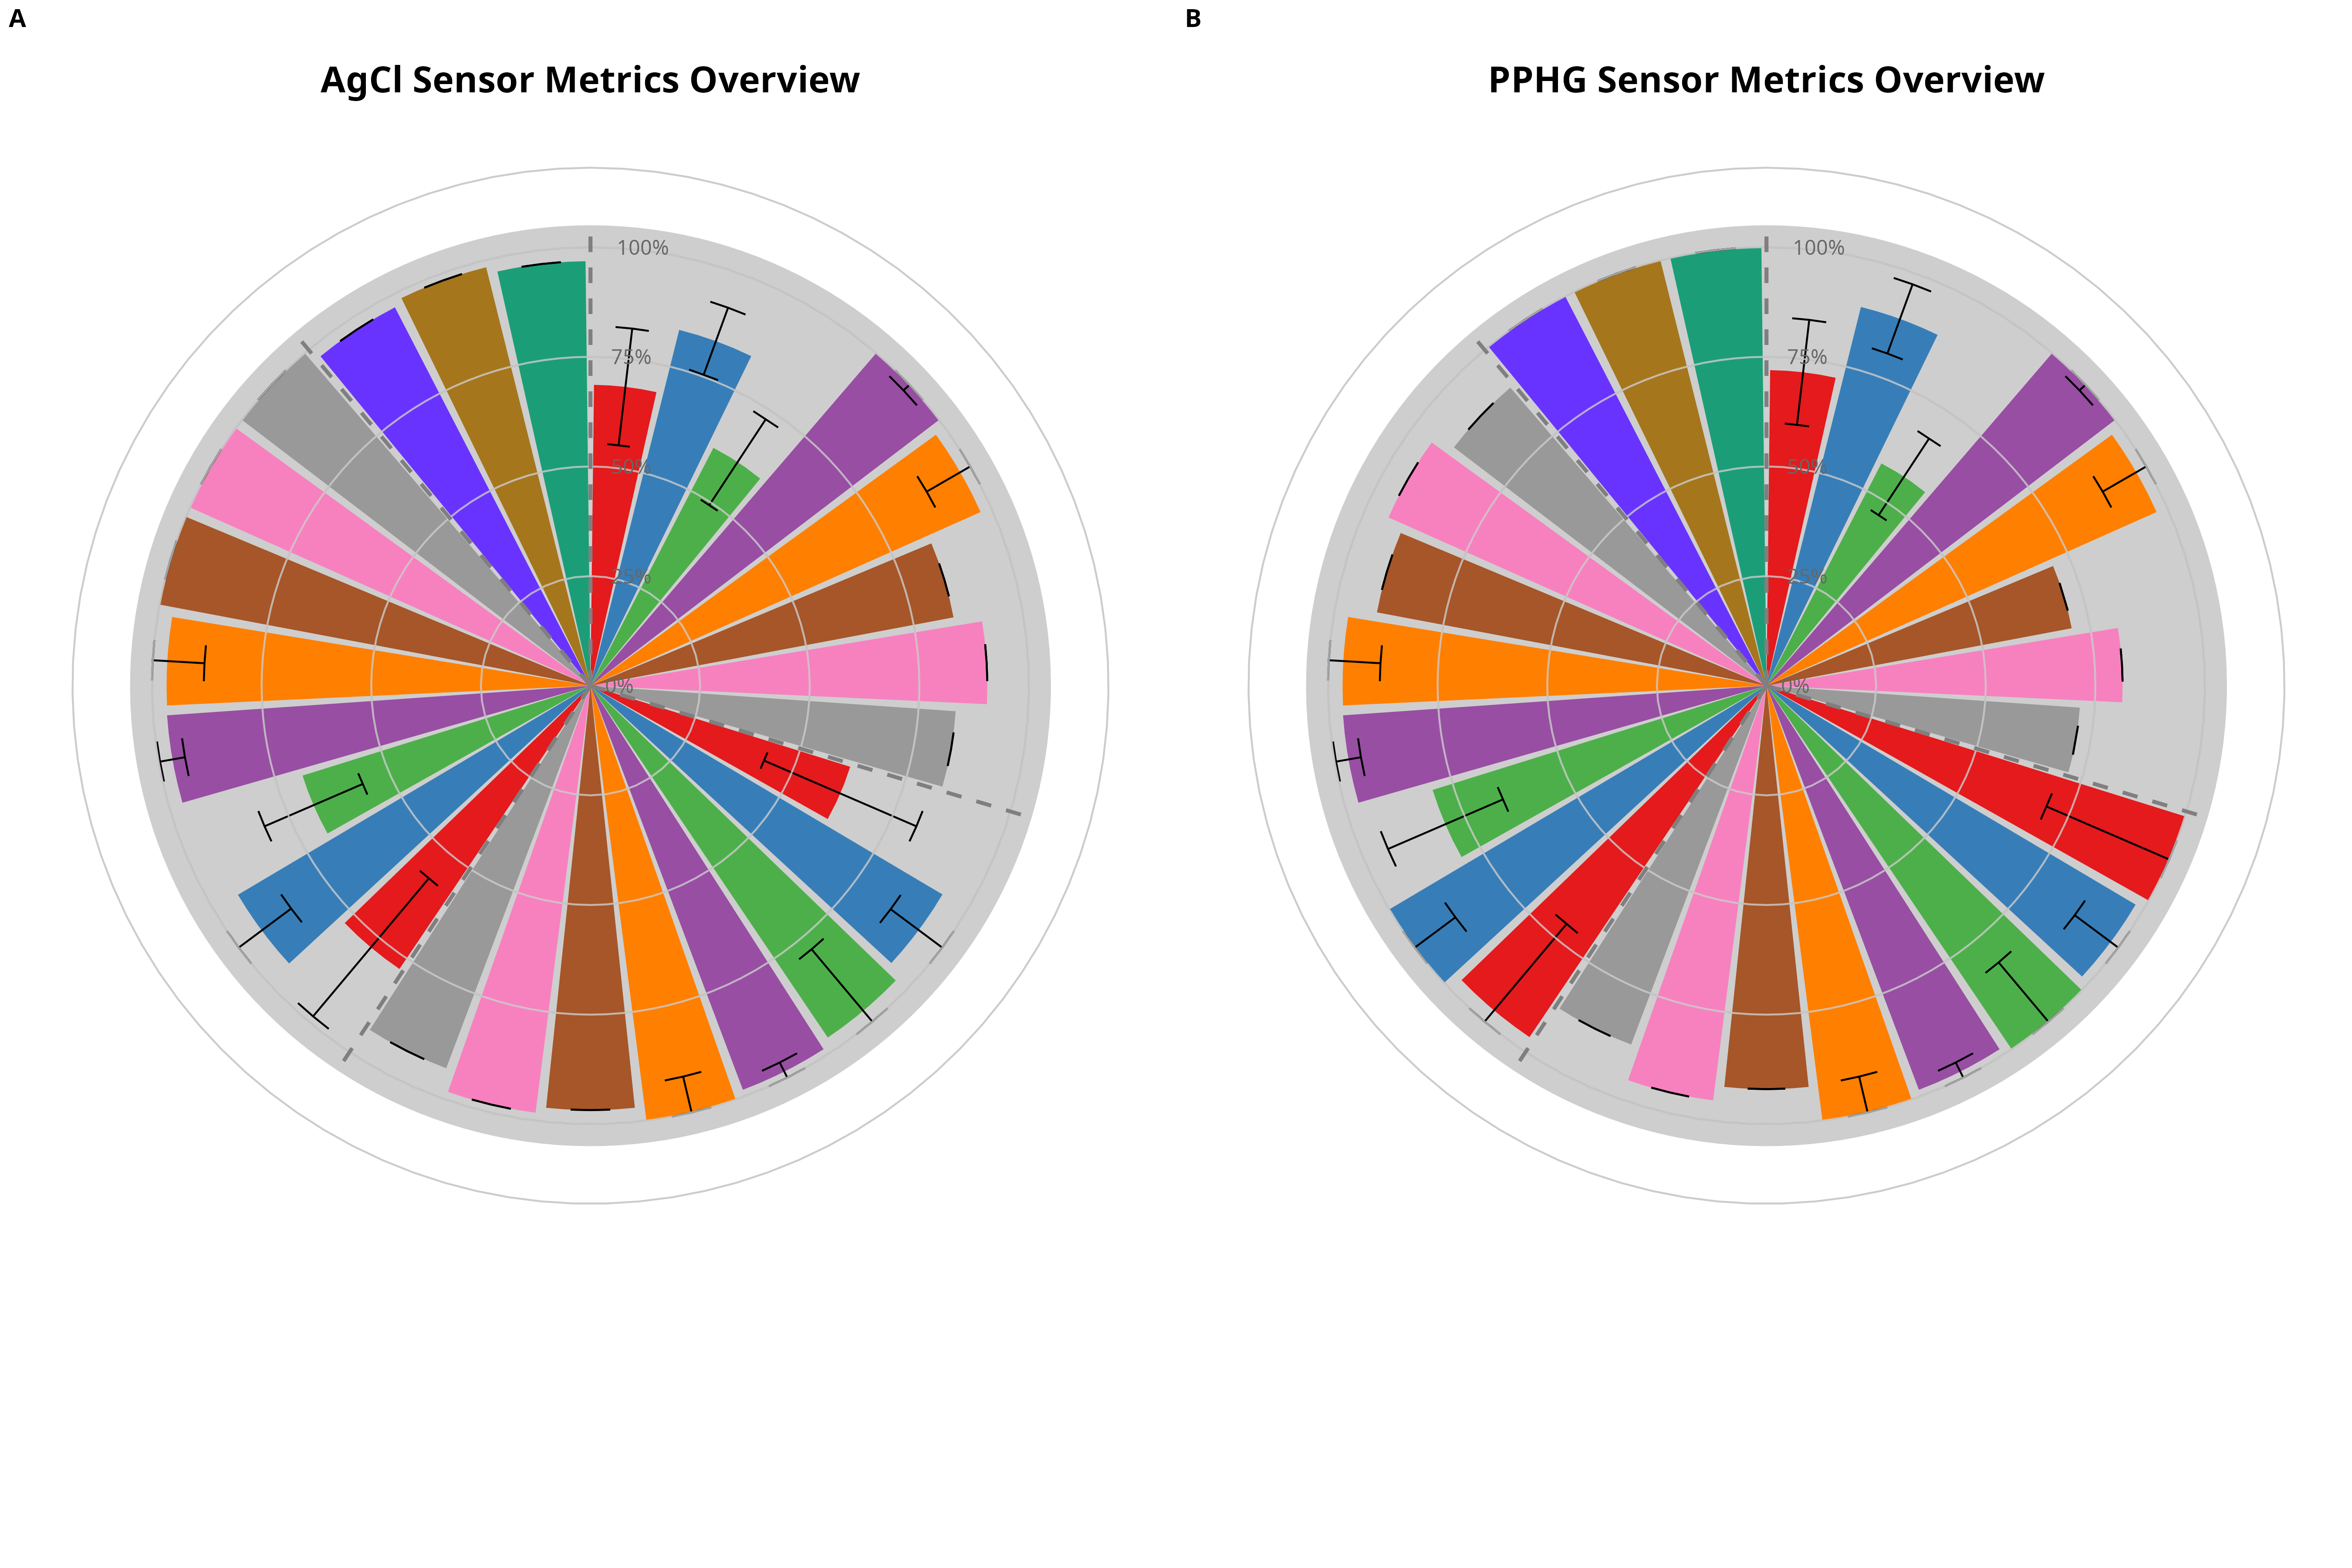 A
B
AgCl Sensor Metrics Overview
PPHG Sensor Metrics Overview
100%
75%
50%
25%
0%
100%
75%
50%
25%
0%